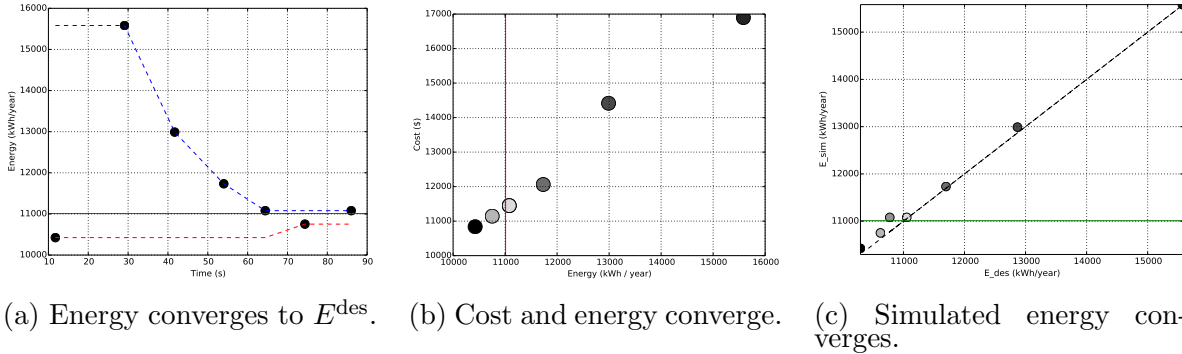 16000
15000
14000
13000
12000
11000
10000
10 20 30 40 50 60 70 80 90
Time (s)
Energy (kWh/year)
17000
16000
15000
14000
13000
12000
11000
10000
10000 11000 12000 13000 14000 15000 16000
Energy (kWh / year)
Cost ($)
15000
14000
13000
12000
11000
11000 12000 13000 14000 15000
E_des (kWh/year)
E_sim (kWh/year)
(a) Energy converges to E^des.
(b) Cost and energy converge.
(c) Simulated energy con-
verges.